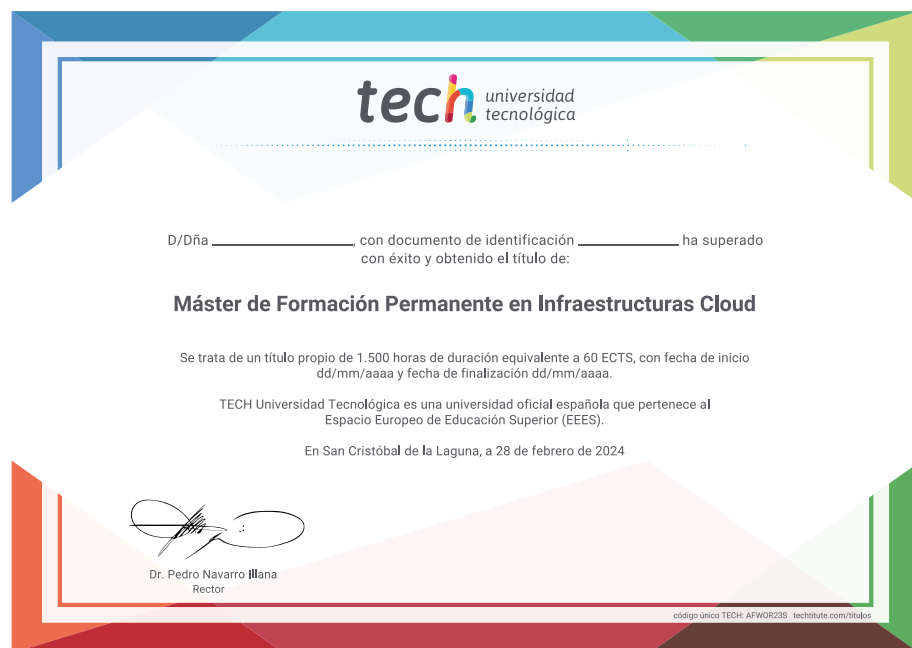 tech universidad
tecnológica
D/Dña ____________________, con documento de identificación ______________ ha superado
con éxito y obtenido el título de:
Máster de Formación Permanente en Infraestructuras Cloud
Se trata de un título propio de 1.500 horas de duración equivalente a 60 ECTS, con fecha de inicio
dd/mm/aaaa y fecha de finalización dd/mm/aaaa.
TECH Universidad Tecnológica es una universidad oficial española que pertenece al
Espacio Europeo de Educación Superior (EEES).
En San Cristóbal de la Laguna, a 28 de febrero de 2024
Dr. Pedro Navarro Illana
Rector
código único TECH: AFWOR23S techtitute.com/titulos